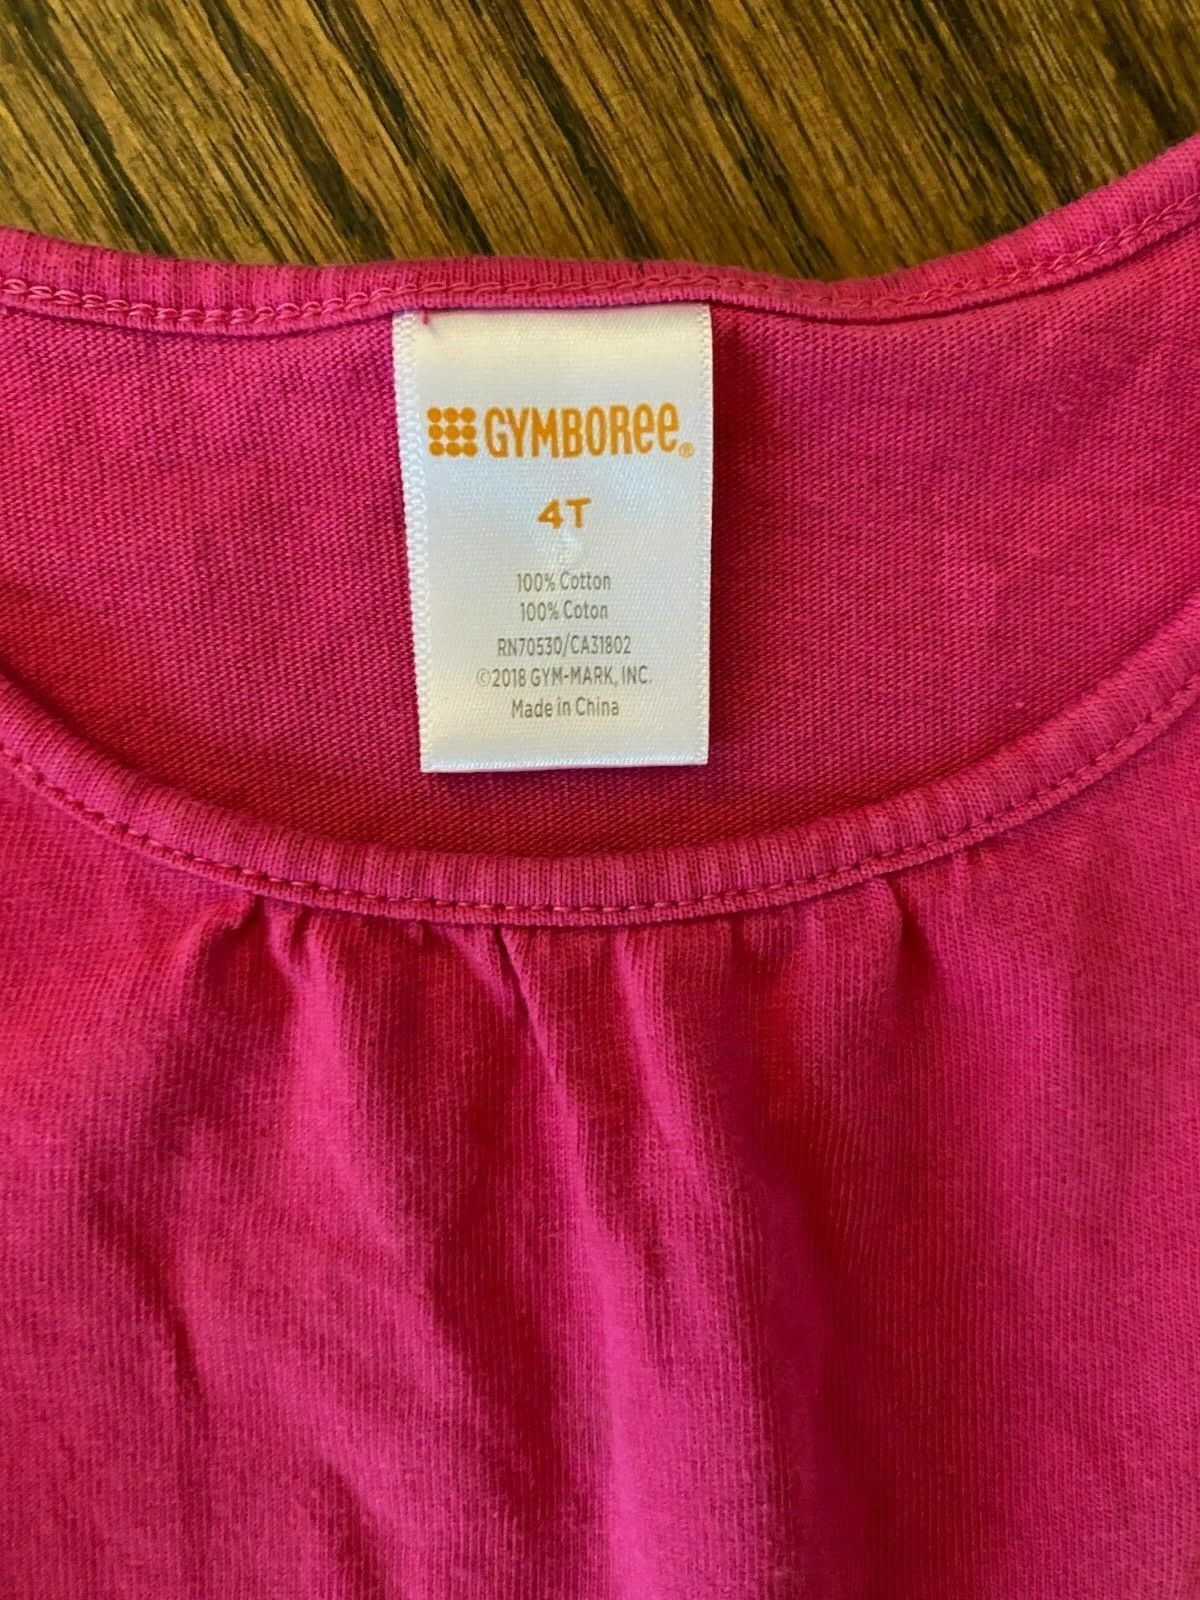 GYMBOREE®
4T
100% Cotton
100% Coton
RN70530/CA31802
©2018 GYM-MARK, INC.
Made in China